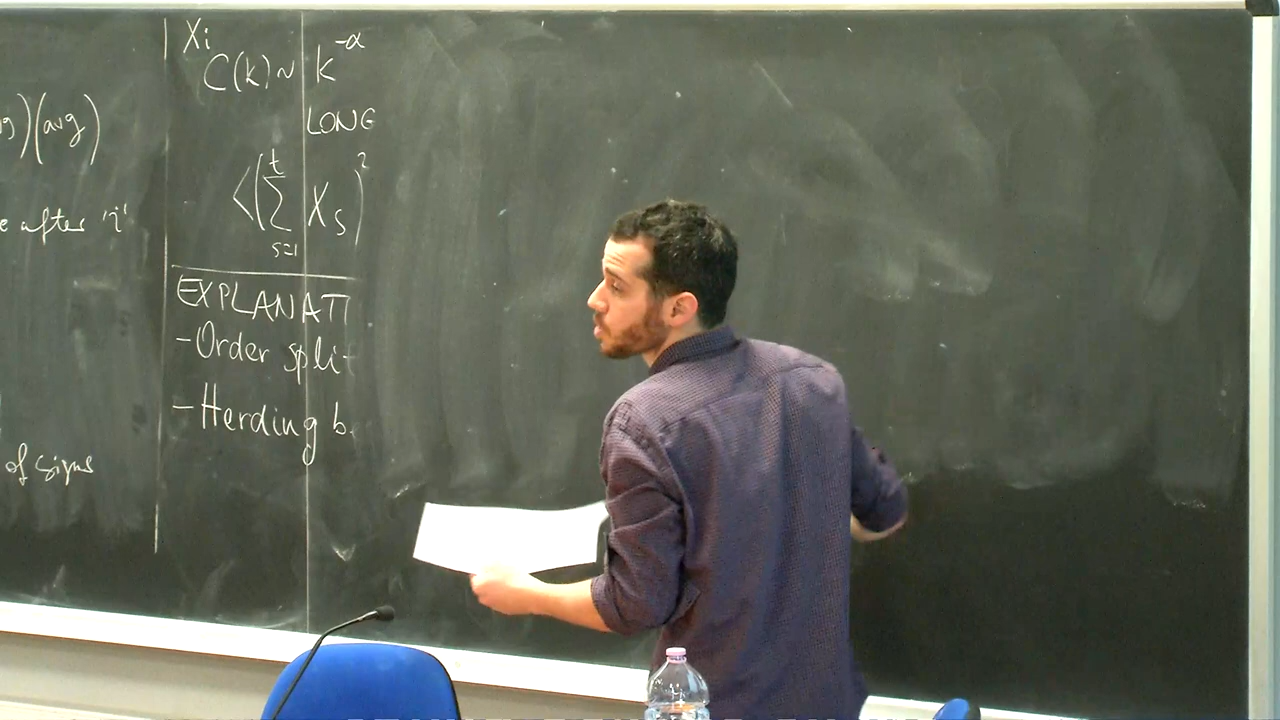 )(avg)
e after 'i'
of signs
Xi
C(k) ~ k^-α
LONG
<(∑_{s=1}^{t} X_s)^2
EXPLANATI
-Order split
-Herding b.